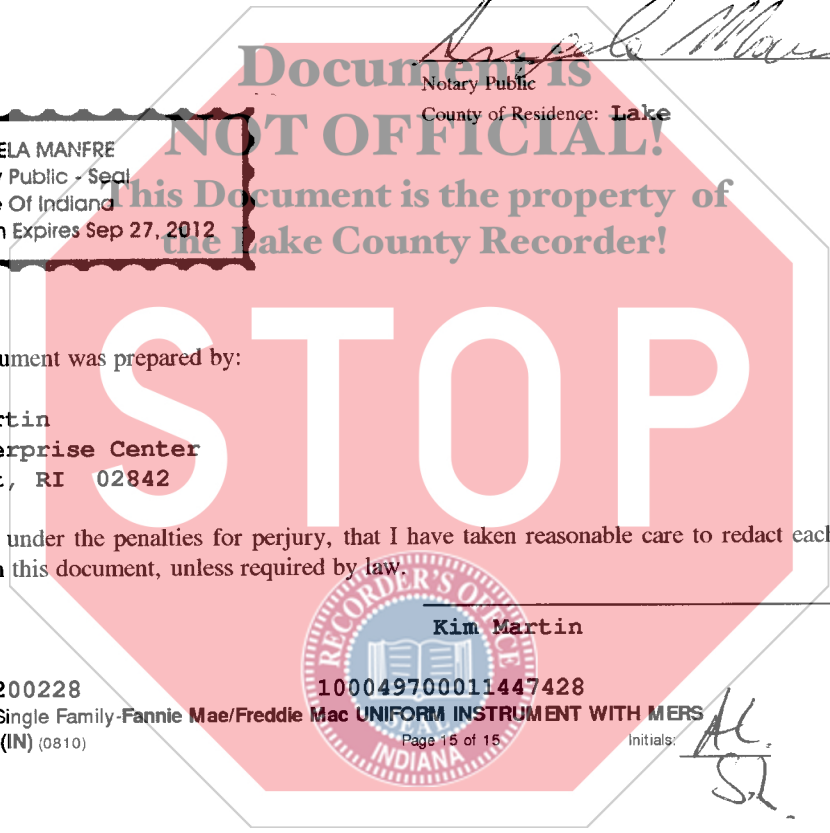 Document is
Notary Public
County of Residence: Lake
NOT OFFICIAL!
ELA MANFRE
Public - Seal
This Document is the property of
Of Indiana
Expires Sep 27, 2012
the Lake County Recorder!
STOP
ument was prepared by:
rtin
erprise Center
, RI 02842
under the penalties for perjury, that I have taken reasonable care to redact each
this document, unless required by law.
RECORDER'S OFFICE
SEAL
INDIANA
Kim Martin
200228
100049700011447428
Single Family-Fannie Mae/Freddie Mac UNIFORM INSTRUMENT WITH MERS
(IN) (0810)
Page 15 of 15
Initials: